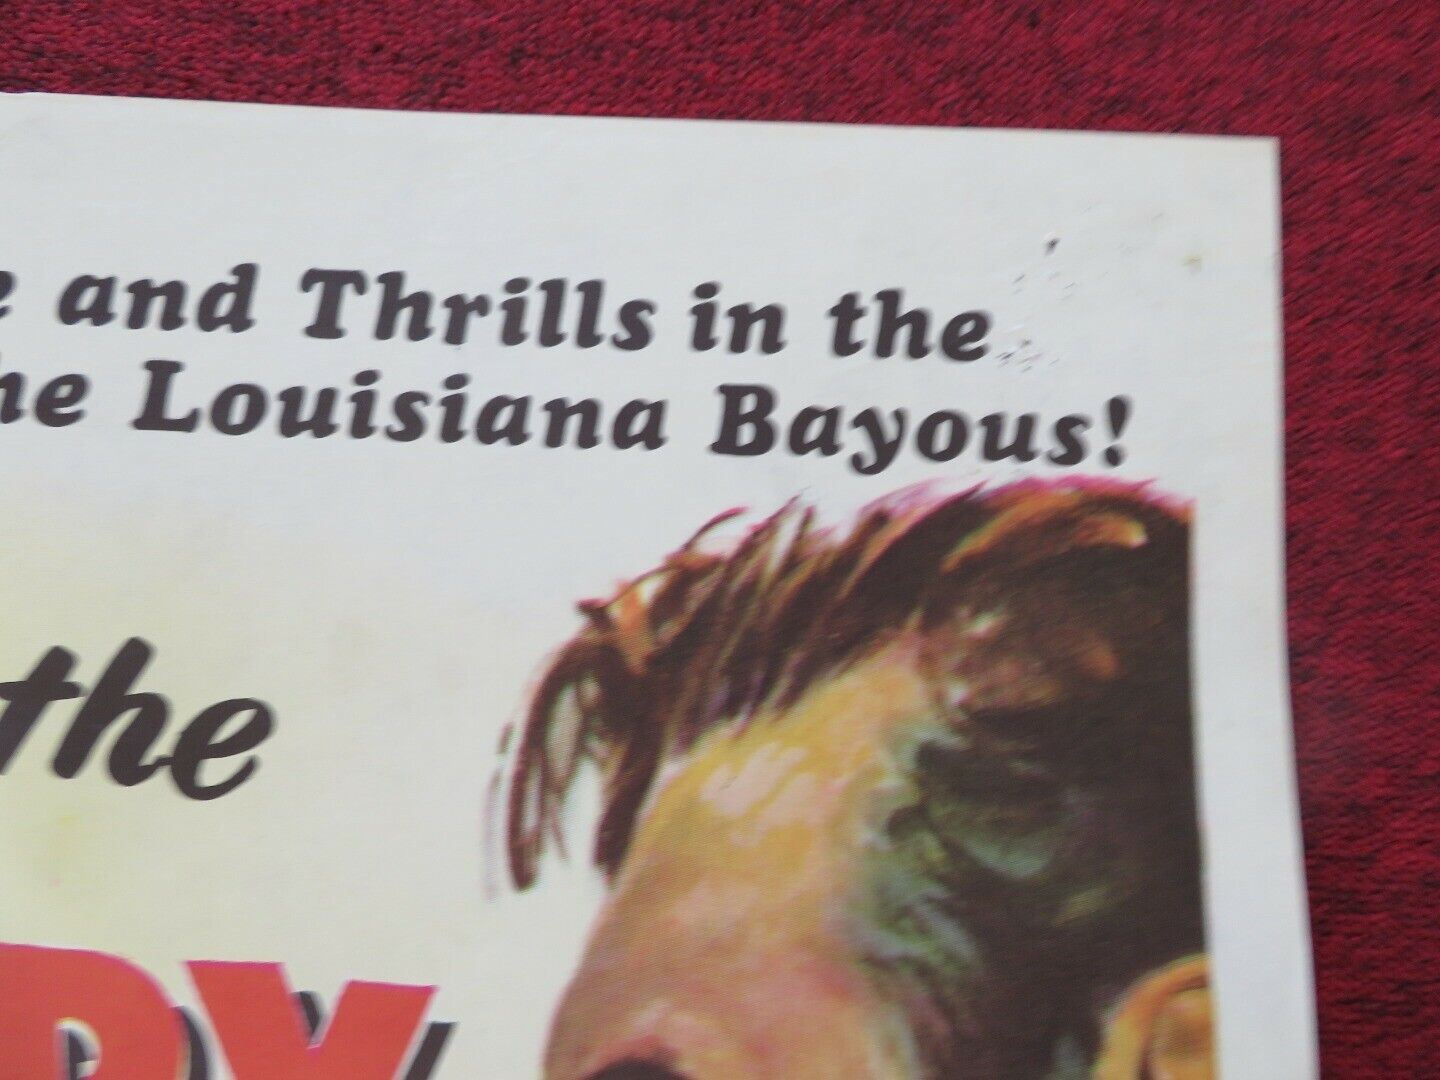 and Thrills in the
Louisiana Bayous!
the